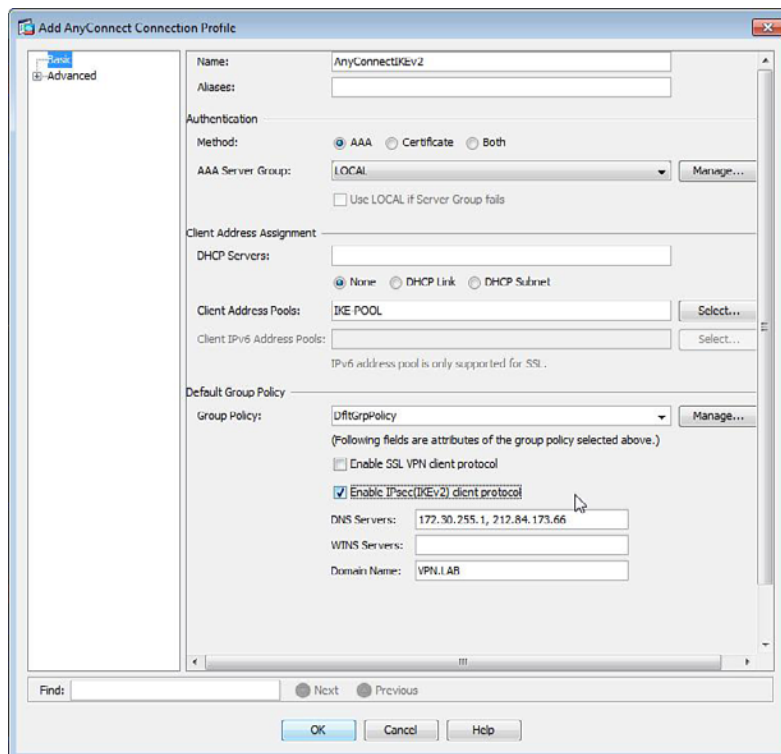 Add AnyConnect Connection Profile
Basic
Advanced
Name: AnyConnectIKEv2
Aliases:
Authentication
Method: AAA Certificate Both
AAA Server Group: LOCAL Manage...
Use LOCAL if Server Group fails
Client Address Assignment
DHCP Servers:
None DHCP Link DHCP Subnet
Client Address Pools: IKE-POOL Select...
Client IPv6 Address Pools: Select...
IPv6 address pool is only supported for SSL.
Default Group Policy
Group Policy: DfltGrpPolicy Manage...
(Following fields are attributes of the group policy selected above.)
Enable SSL VPN client protocol
Enable IPsec(IKEv2) client protocol
DNS Servers: 172.30.255.1, 212.84.173.66
WINS Servers:
Domain Name: VPN.LAB
Find: Next Previous
OK Cancel Help